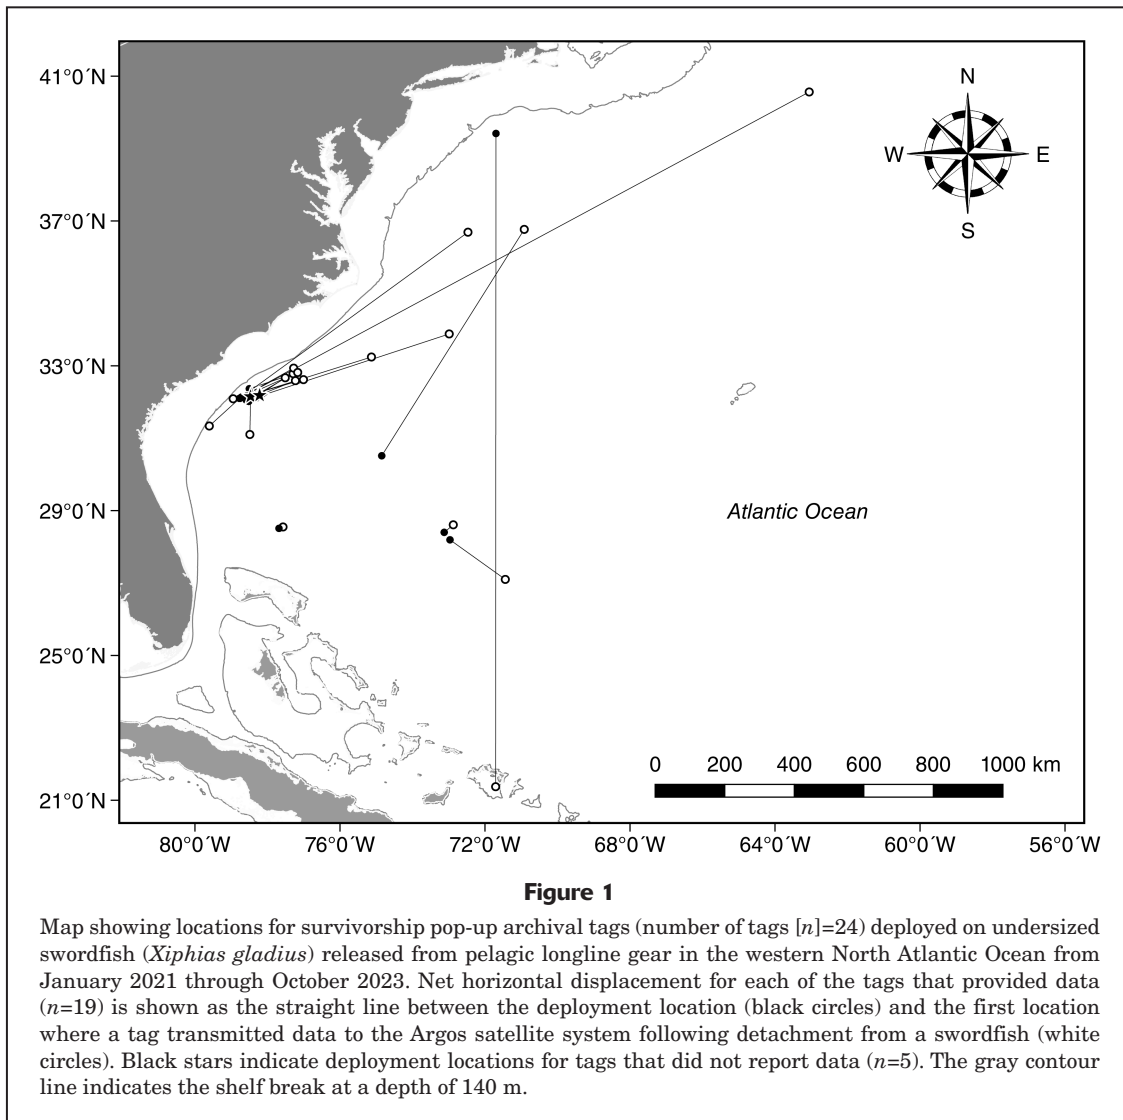 41°0´N
37°0´N
33°0´N
29°0´N
25°0´N
21°0´N
N
W
E
S
Atlantic Ocean
0 200 400 600 800 1000 km
80°0´W 76°0´W 72°0´W 68°0´W 64°0´W 60°0´W 56°0´W
Figure 1
Map showing locations for survivorship pop-up archival tags (number of tags [n]=24) deployed on undersized
swordfish (Xiphias gladius) released from pelagic longline gear in the western North Atlantic Ocean from
January 2021 through October 2023. Net horizontal displacement for each of the tags that provided data
(n=19) is shown as the straight line between the deployment location (black circles) and the first location
where a tag transmitted data to the Argos satellite system following detachment from a swordfish (white
circles). Black stars indicate deployment locations for tags that did not report data (n=5). The gray contour
line indicates the shelf break at a depth of 140 m.